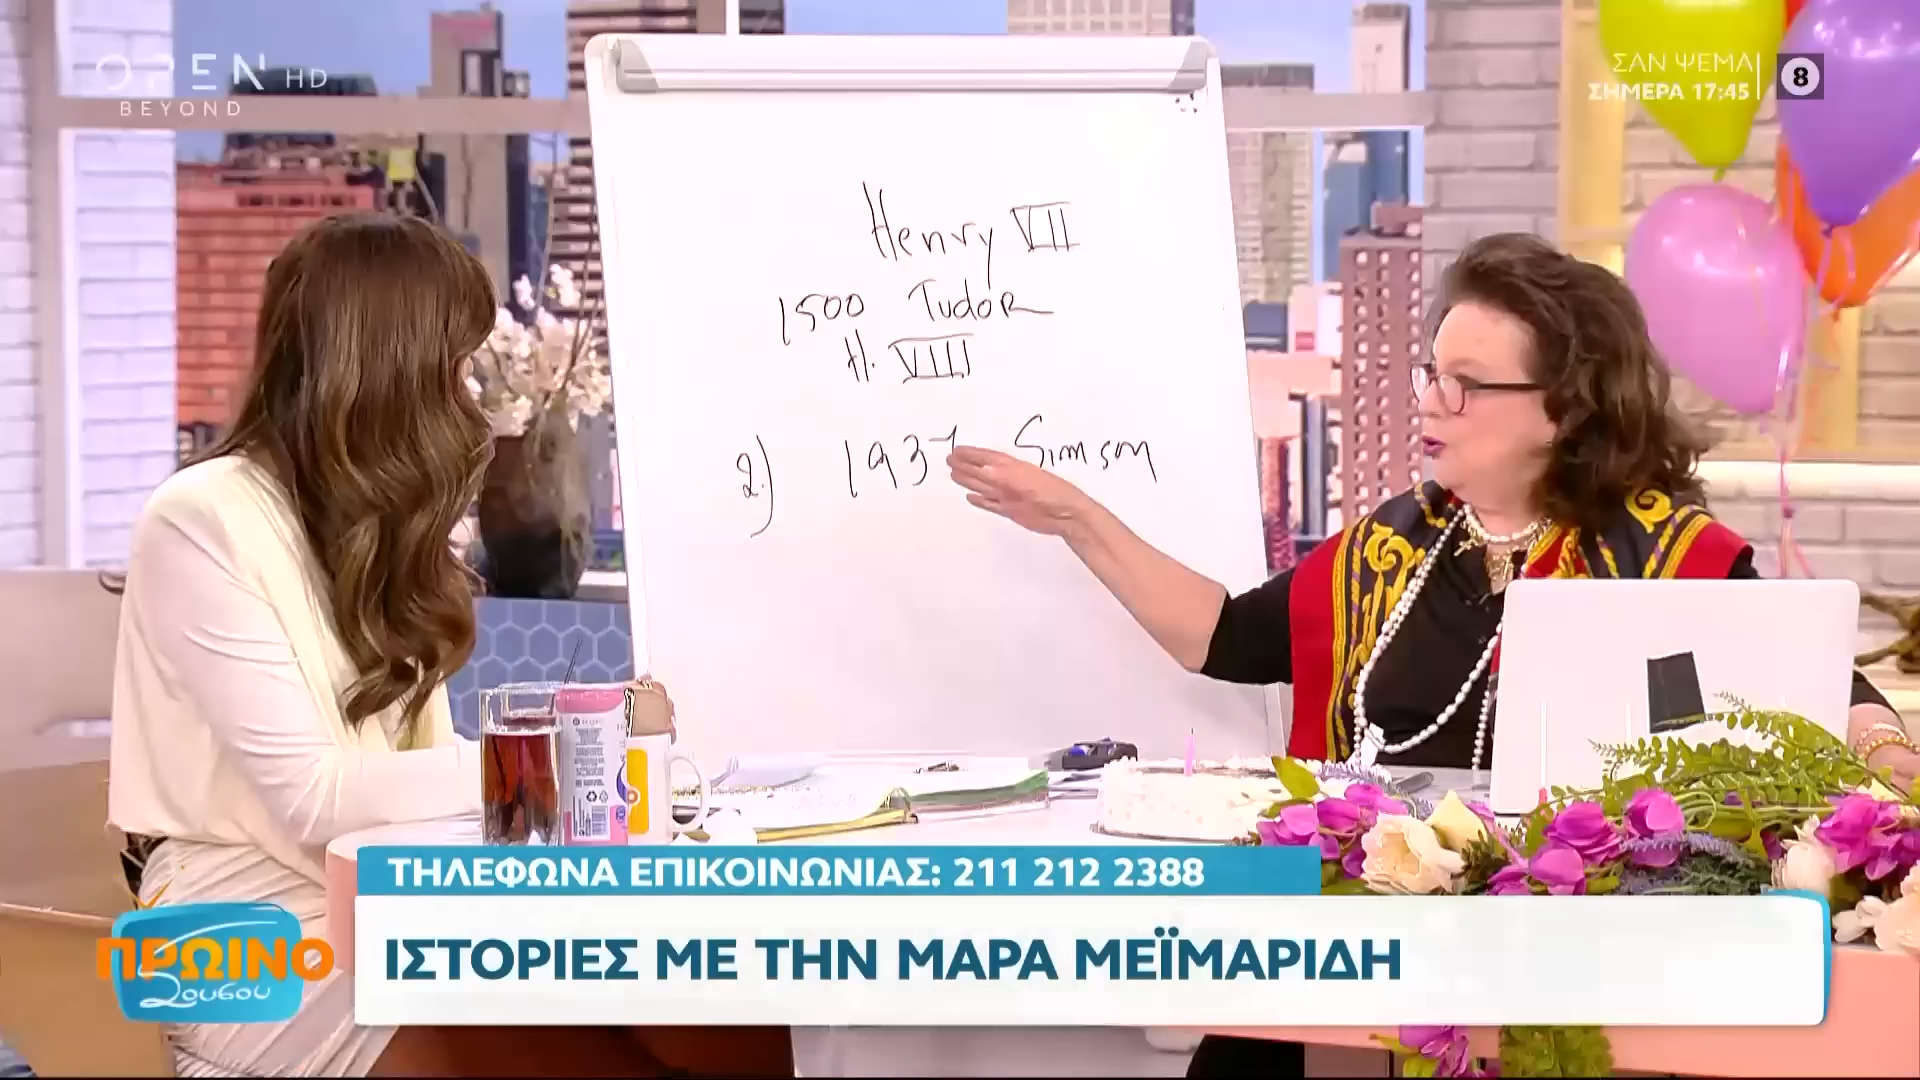 OPEN HD
BEYOND
ΣΑΝ ΨΕΜΑ
ΣΗΜΕΡΑ 17:45
8
Henry VII
1500 Tudor
H. VIII
2) 1937 Simson
ΤΗΛΕΦΩΝΑ ΕΠΙΚΟΙΝΩΝΙΑΣ: 211 212 2388
ΠΡΩΙΝΟ
Σουσου
ΙΣΤΟΡΙΕΣ ΜΕ ΤΗΝ ΜΑΡΑ ΜΕΪΜΑΡΙΔΗ